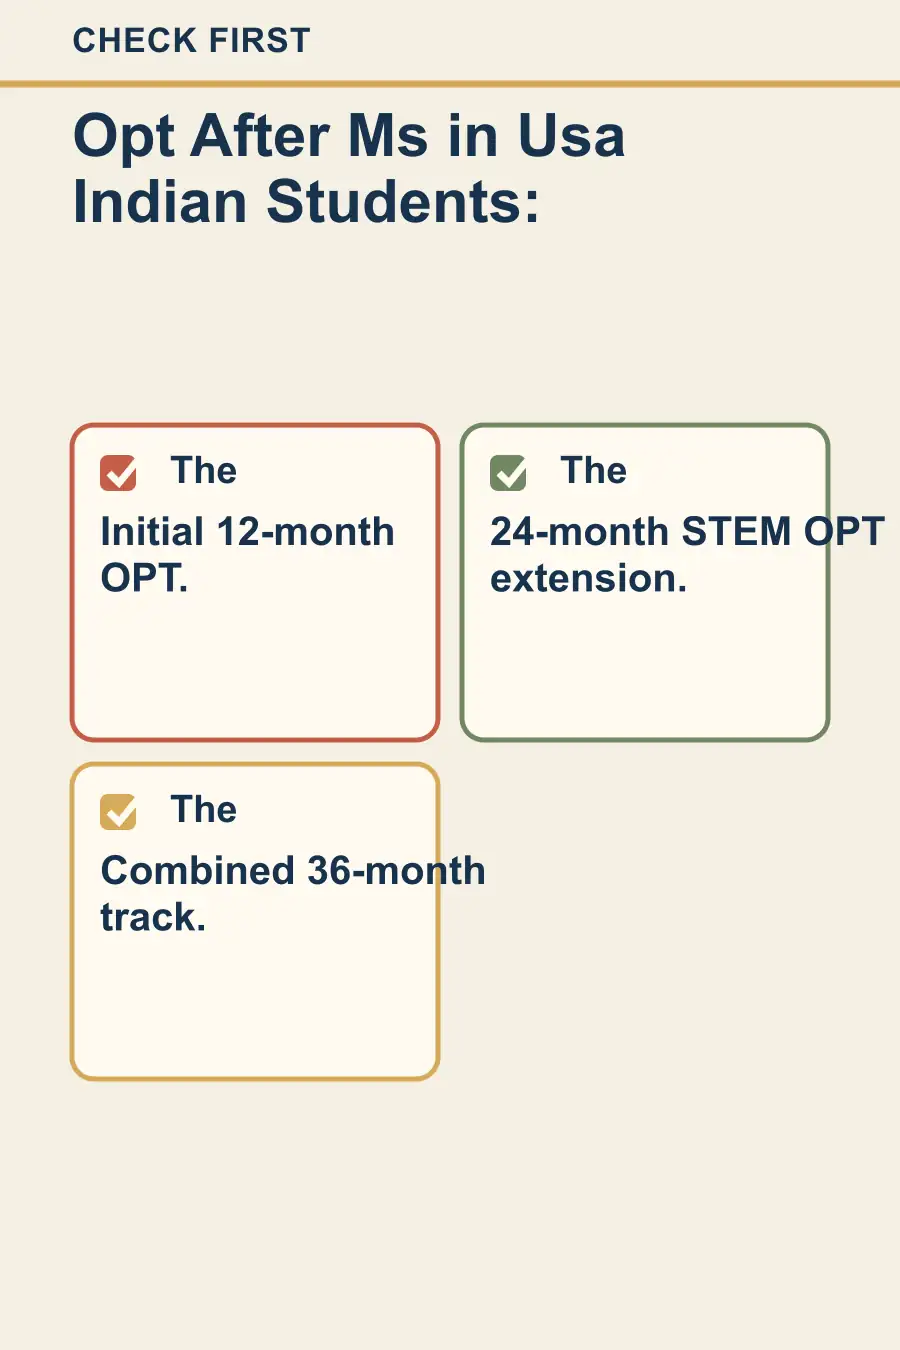 CHECK FIRST
Opt After Ms in Usa
Indian Students:
The
Initial 12-month
OPT.
The
24-month STEM OPT
extension.
The
Combined 36-month
track.